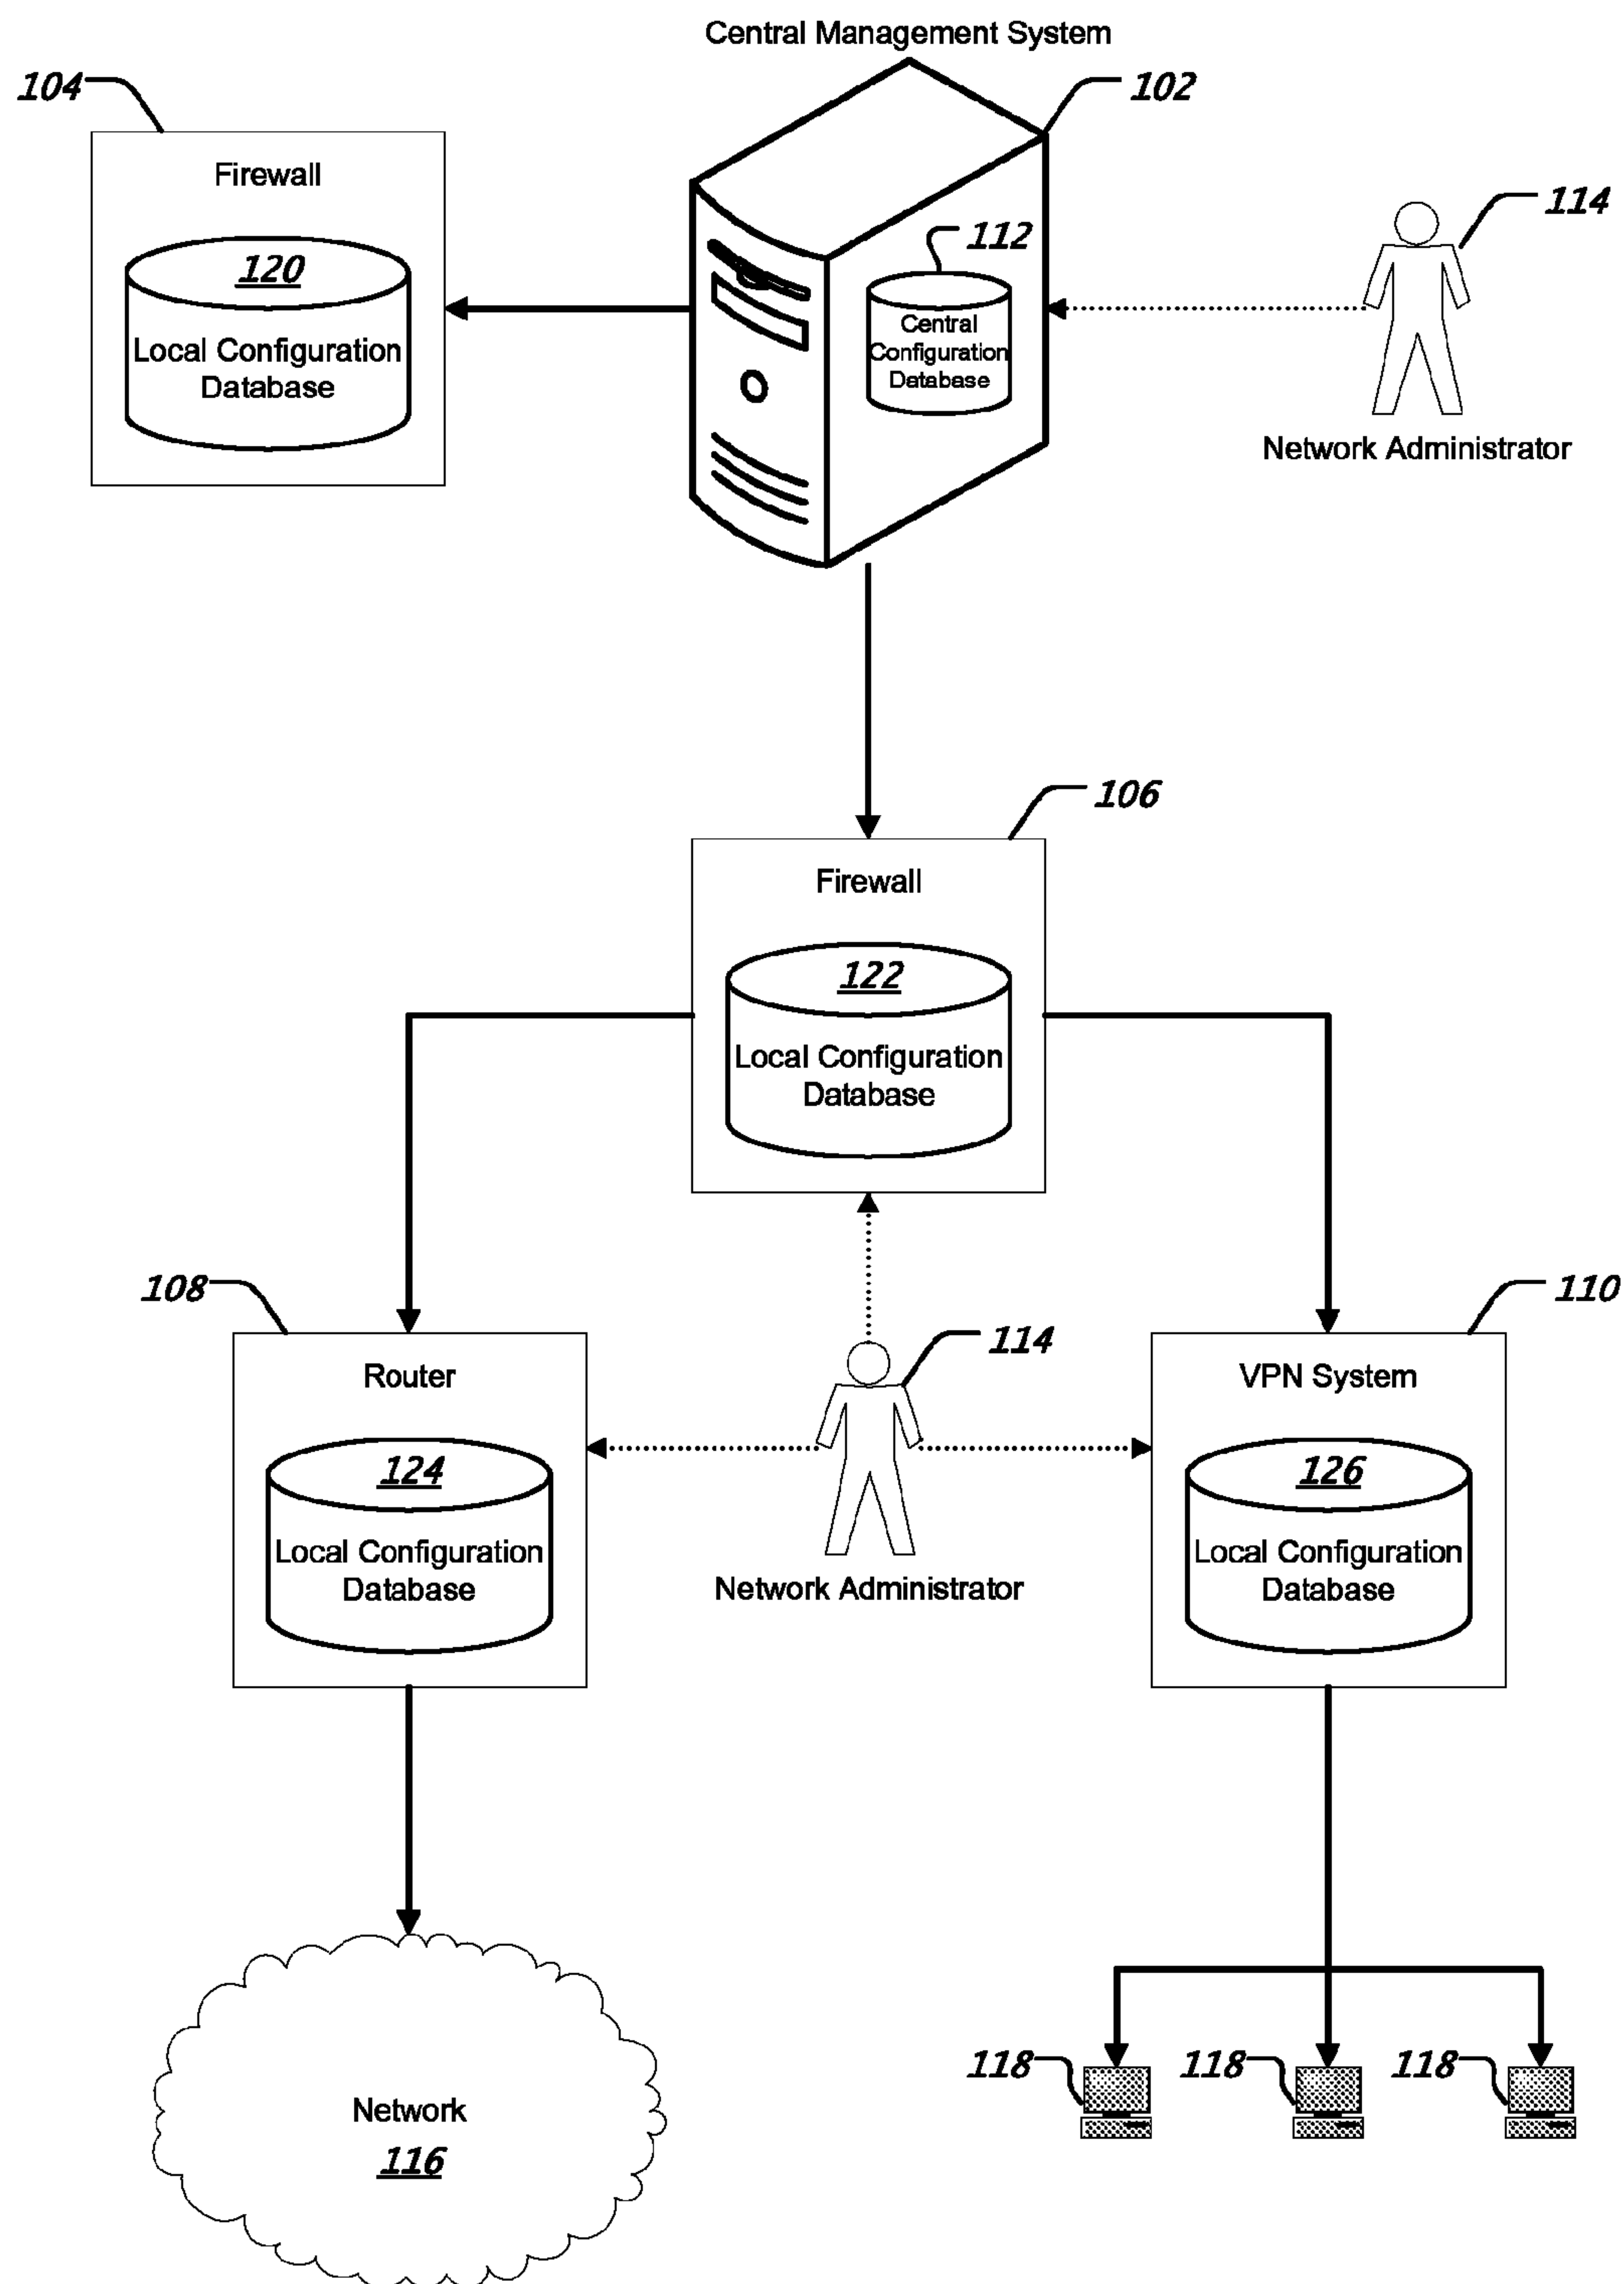 Central Management System
104
102
Firewall
114
112
120
Central
Configuration
Database
Local Configuration
Database
Network Administrator
106
Firewall
122
Local Configuration
Database
108
110
114
Router
VPN System
124
126
Local Configuration
Database
Local Configuration
Database
Network Administrator
118
118
118
Network
116